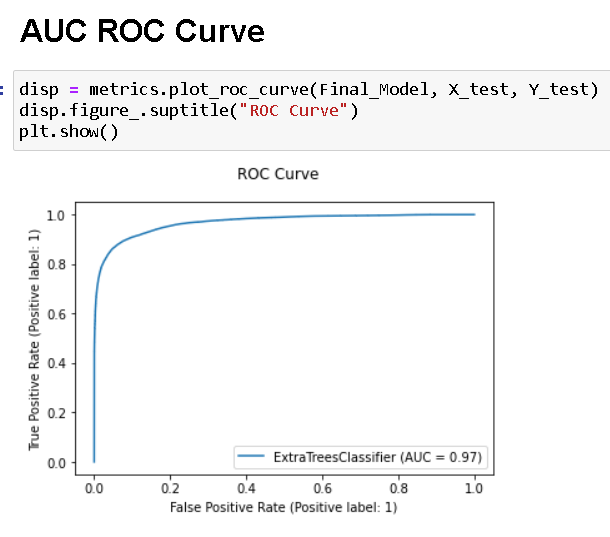 AUC ROC Curve
disp = metrics.plot_roc_curve(Final_Model, X_test, Y_test)
disp.figure_.suptitle("ROC Curve")
plt.show()
ROC Curve
1.0
0.8
0.6
0.4
0.2
0.0
True Positive Rate (Positive label: 1)
ExtraTreesClassifier (AUC = 0.97)
0.0 0.2 0.4 0.6 0.8 1.0
False Positive Rate (Positive label: 1)